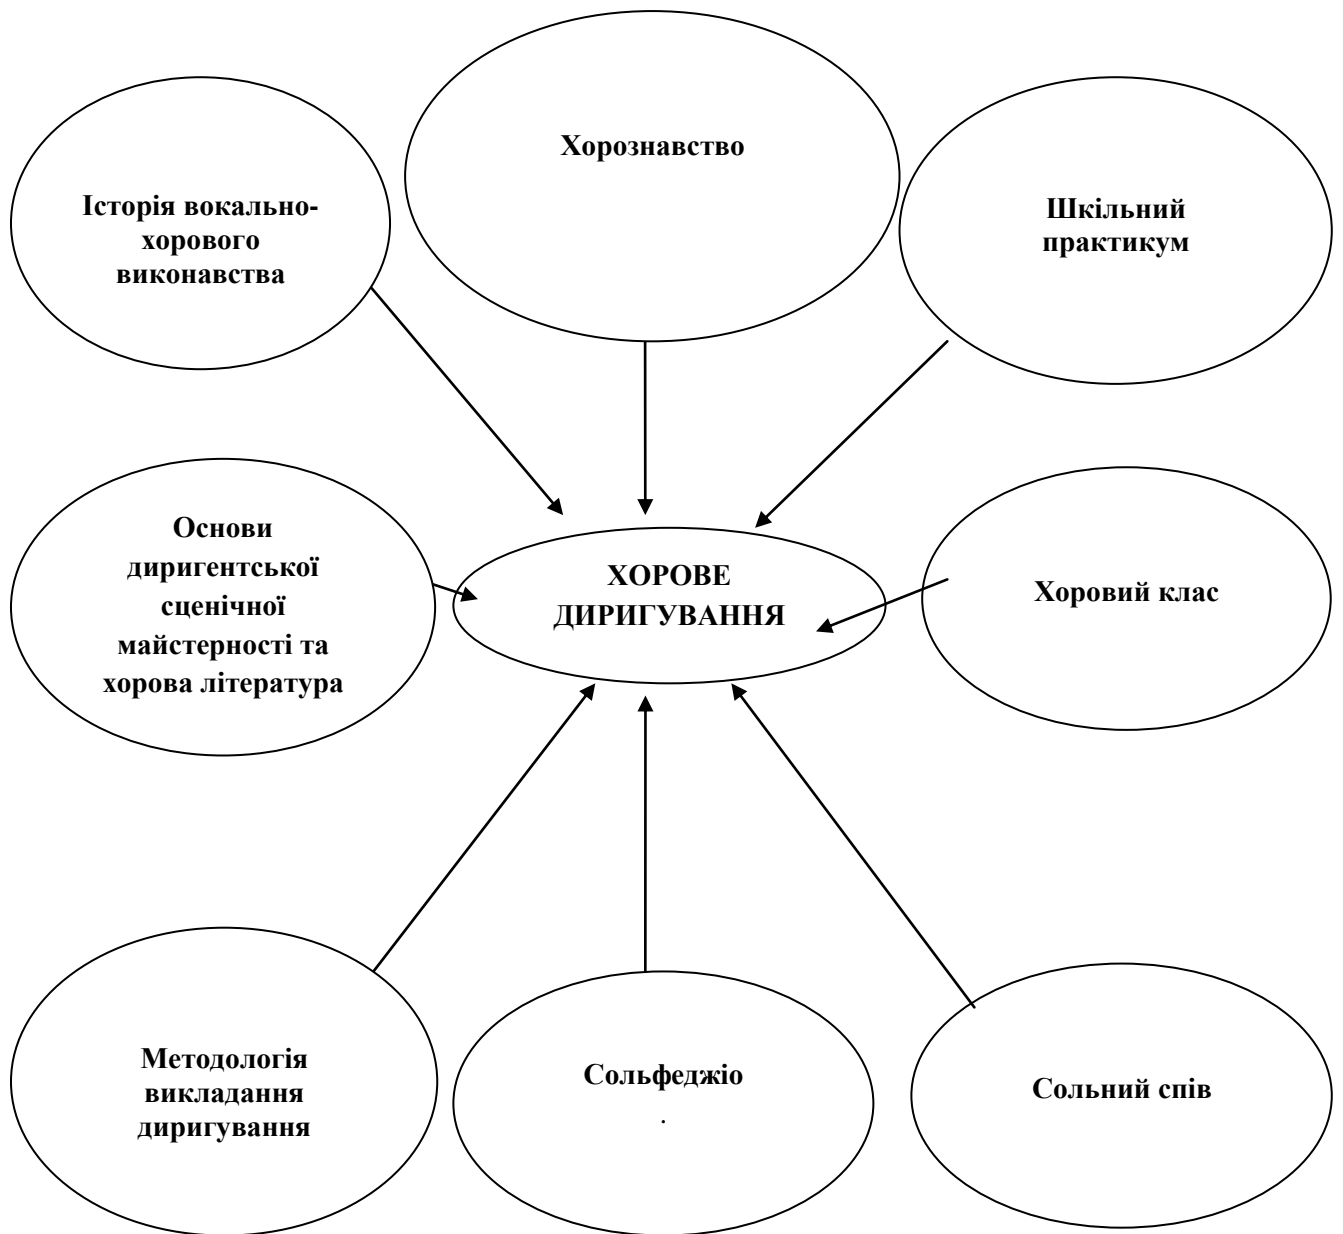 Хорознавство
Історія вокально-
хорового
виконавства
Шкільний
практикум
Основи
диригентської
сценічної
майстерності та
хорова література
ХОРОВЕ
ДИРИГУВАННЯ
Хоровий клас
Методологія
викладання
диригування
Сольфеджіо
.
Сольний спів